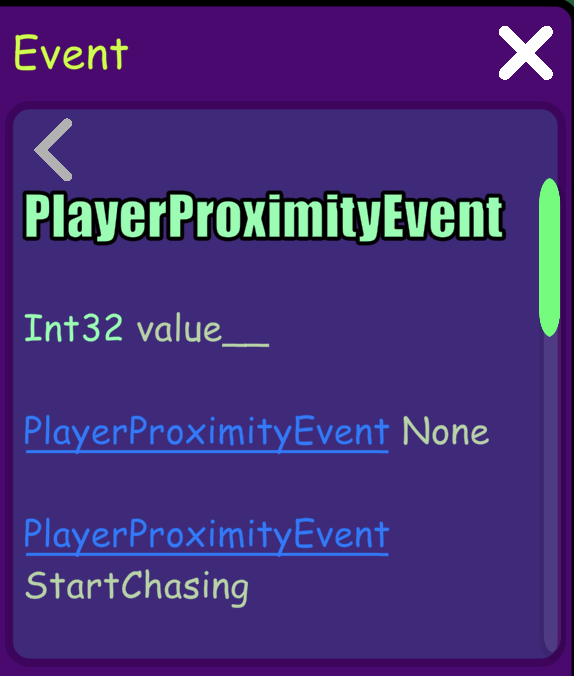 Event
PlayerProximityEvent
Int32 value__
PlayerProximityEvent None
PlayerProximityEvent
StartChasing